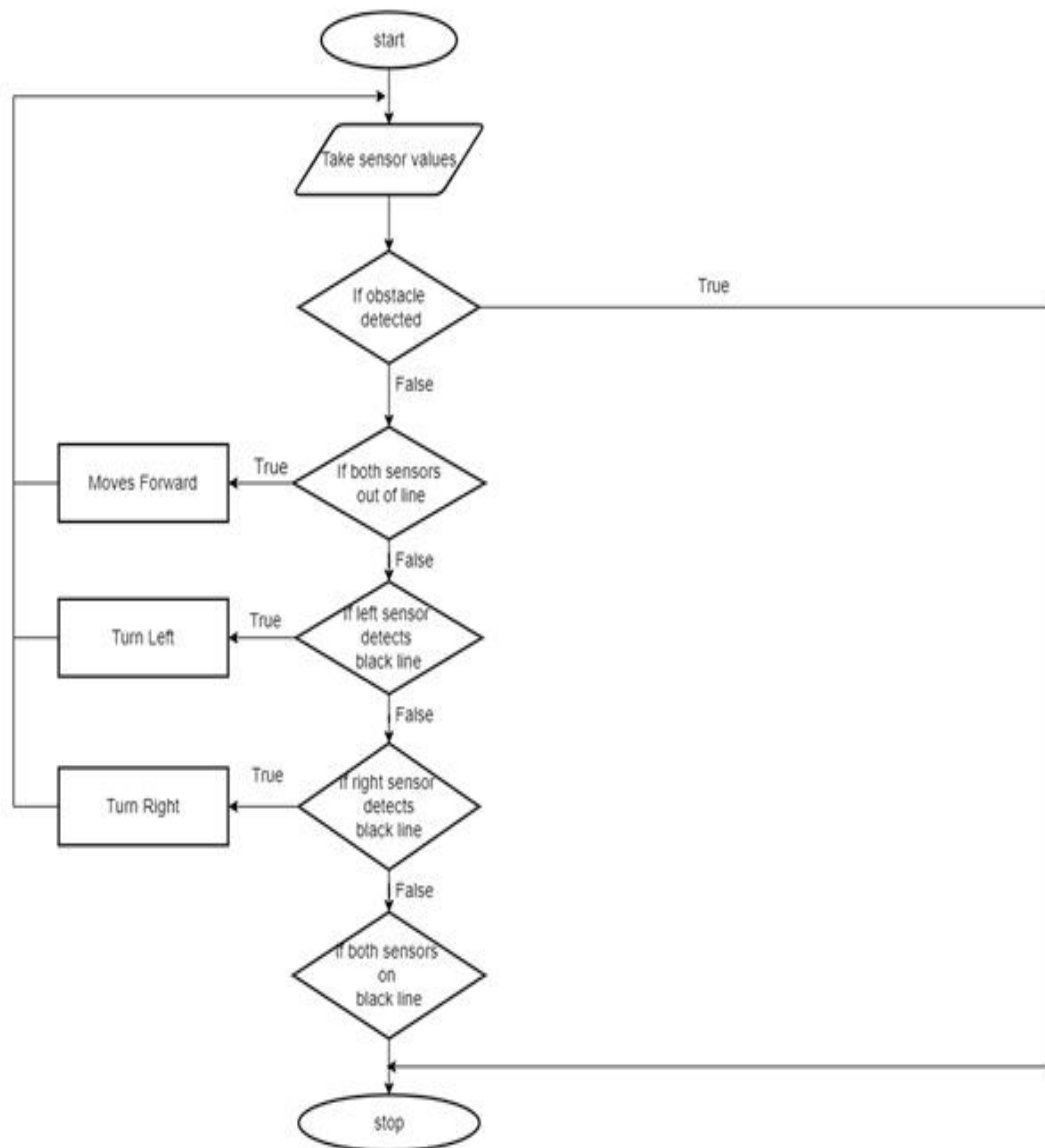 start
Take sensor values
If obstacle
detected
True
False
If both sensors
out of line
True
Moves Forward
False
If left sensor
detects
black line
True
Turn Left
False
If right sensor
detects
black line
True
Turn Right
False
If both sensors
on
black line
stop